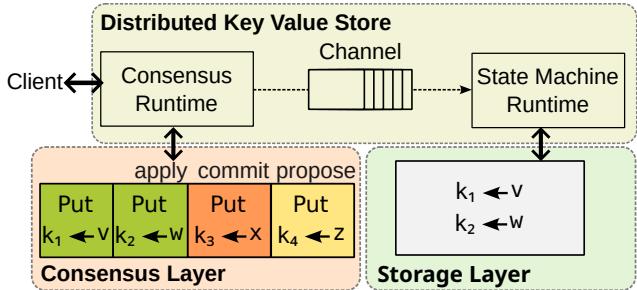 Distributed Key Value Store
Channel
Client
Consensus
Runtime
State Machine
Runtime
apply commit propose
Put Put Put Put
k₁ ← v k₂ ← w k₃ ← x k₄ ← z
Consensus Layer
k₁ ← v
k₂ ← w
Storage Layer